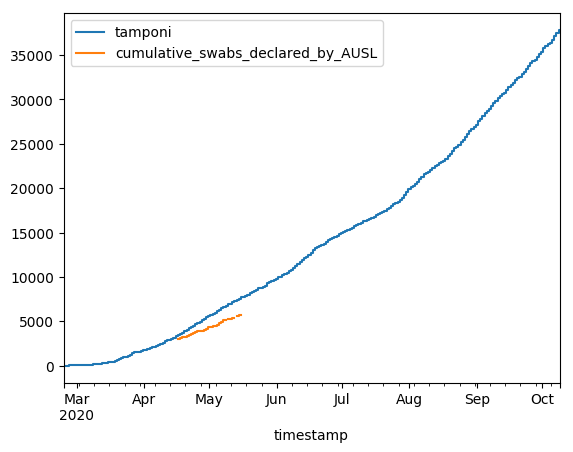 tamponi
cumulative_swabs_declared_by_AUSL
35000
30000
25000
20000
15000
10000
5000
0
Mar Apr May Jun Jul Aug Sep Oct
2020
timestamp